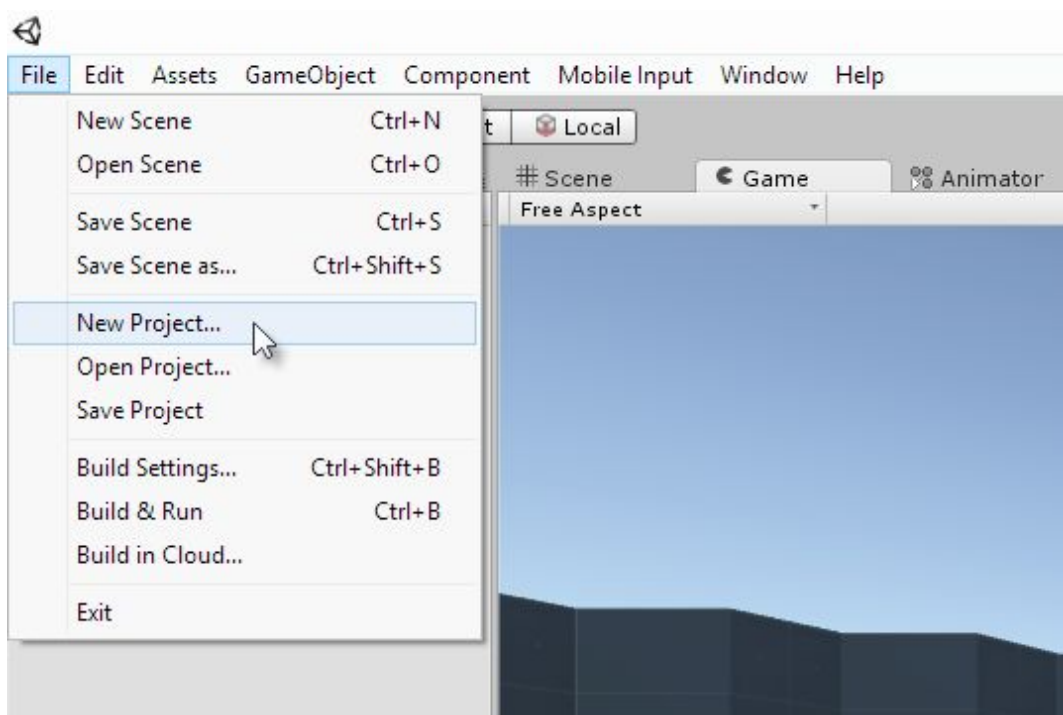 File Edit Assets GameObject Component Mobile Input Window Help
New Scene Ctrl+N
t Local
Open Scene Ctrl+O
# Scene Game Animator
Free Aspect
Save Scene Ctrl+S
Save Scene as... Ctrl+Shift+S
New Project...
Open Project...
Save Project
Build Settings... Ctrl+Shift+B
Build & Run Ctrl+B
Build in Cloud...
Exit